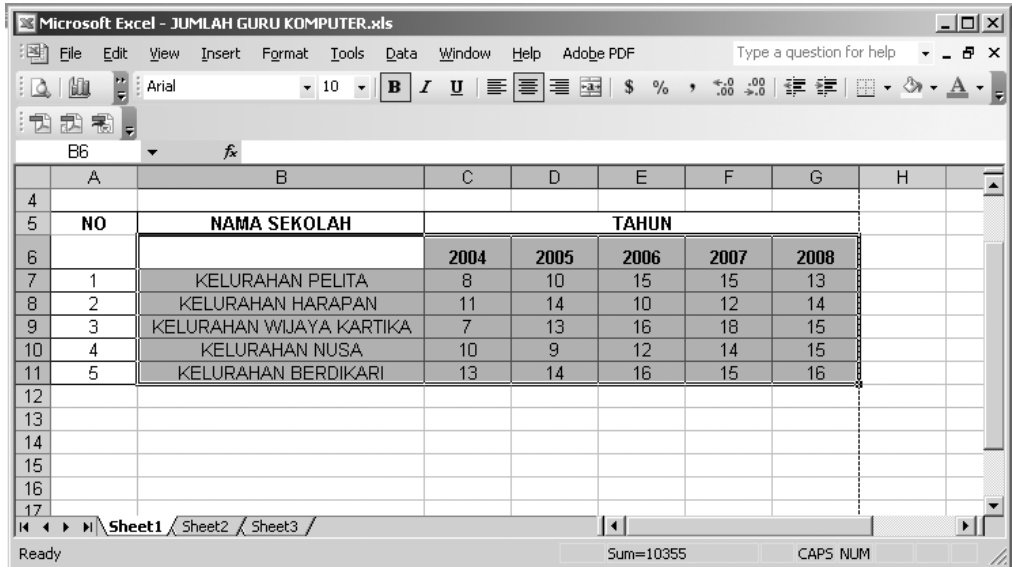 Microsoft Excel - JUMLAH GURU KOMPUTER.xls
File Edit View Insert Format Tools Data Window Help Adobe PDF Type a question for help
Arial 10 B I U $ % , .0 .00 .00 .0 A
B6 fx
A B C D E F G H
4
5 NO NAMA SEKOLAH TAHUN
6 2004 2005 2006 2007 2008
7 1 KELURAHAN PELITA 8 10 15 15 13
8 2 KELURAHAN HARAPAN 11 14 10 12 14
9 3 KELURAHAN WIJAYA KARTIKA 7 13 16 18 15
10 4 KELURAHAN NUSA 10 9 12 14 15
11 5 KELURAHAN BERDIKARI 13 14 16 15 16
12
13
14
15
16
17
Sheet1 Sheet2 Sheet3
Ready Sum=10355 CAPS NUM